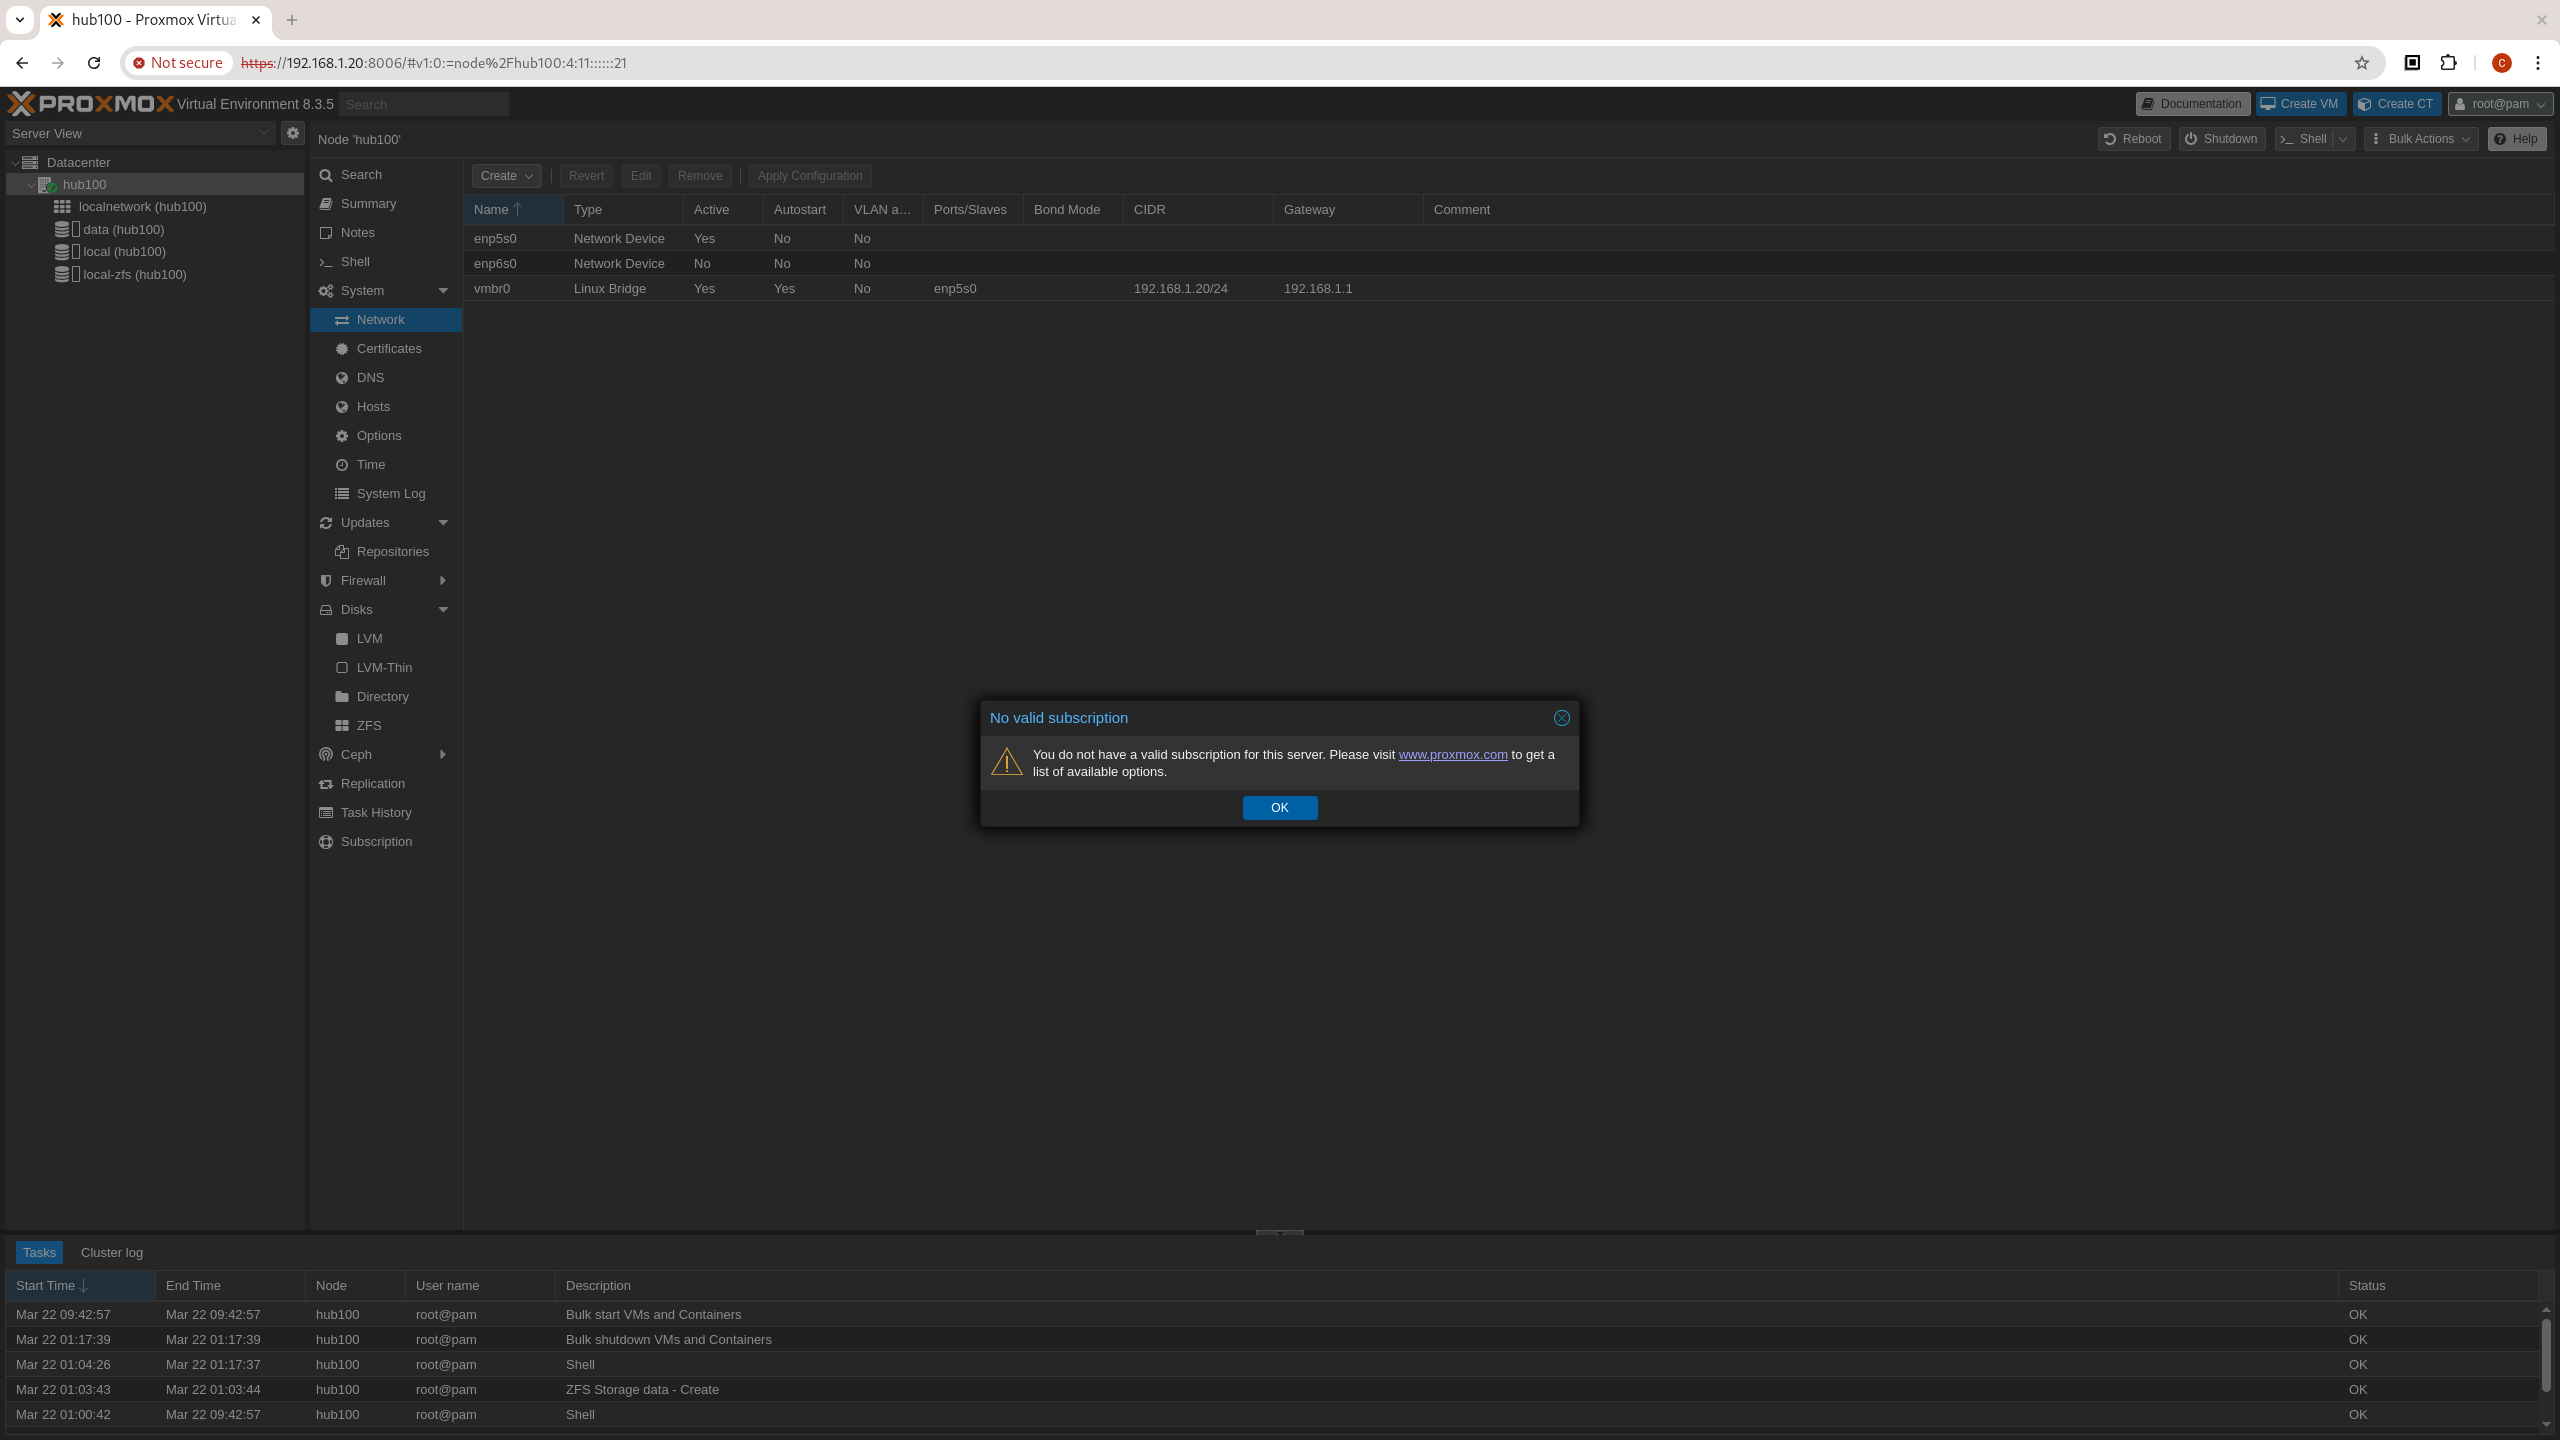 hub100 - Proxmox Virtua
Not secure https://192.168.1.20:8006/#v1:0:=node%2Fhub100:4:11::::::21
C
PROXMOX Virtual Environment 8.3.5 Search Documentation Create VM Create CT root@pam
Server View
Node 'hub100' Reboot Shutdown Shell Bulk Actions Help
Datacenter
hub100
localnetwork (hub100)
data (hub100)
local (hub100)
local-zfs (hub100)
Search
Summary
Notes
Shell
System
Network
Certificates
DNS
Hosts
Options
Time
System Log
Updates
Repositories
Firewall
Disks
LVM
LVM-Thin
Directory
ZFS
Ceph
Replication
Task History
Subscription
Create Revert Edit Remove Apply Configuration
Name Type Active Autostart VLAN a... Ports/Slaves Bond Mode CIDR Gateway Comment
enp5s0 Network Device Yes No No
enp6s0 Network Device No No No
vmbr0 Linux Bridge Yes Yes No enp5s0 192.168.1.20/24 192.168.1.1
No valid subscription
You do not have a valid subscription for this server. Please visit www.proxmox.com to get a
list of available options.
OK
Tasks Cluster log
Start Time End Time Node User name Description Status
Mar 22 09:42:57 Mar 22 09:42:57 hub100 root@pam Bulk start VMs and Containers OK
Mar 22 01:17:39 Mar 22 01:17:39 hub100 root@pam Bulk shutdown VMs and Containers OK
Mar 22 01:04:26 Mar 22 01:17:37 hub100 root@pam Shell OK
Mar 22 01:03:43 Mar 22 01:03:44 hub100 root@pam ZFS Storage data - Create OK
Mar 22 01:00:42 Mar 22 09:42:57 hub100 root@pam Shell OK